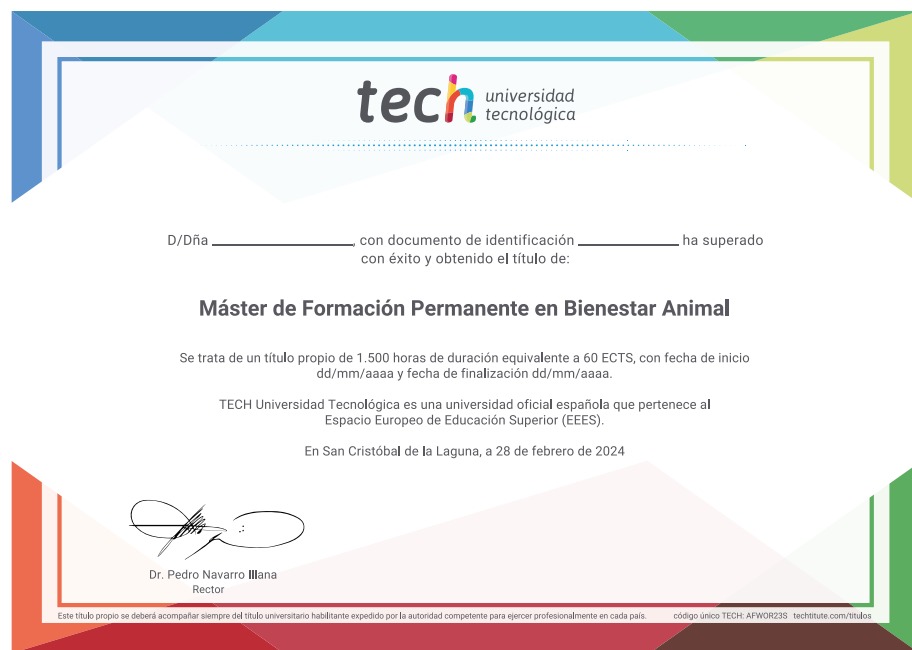 tech universidad
tecnológica
D/Dña ____________________, con documento de identificación ______________ ha superado
con éxito y obtenido el título de:
Máster de Formación Permanente en Bienestar Animal
Se trata de un título propio de 1.500 horas de duración equivalente a 60 ECTS, con fecha de inicio
dd/mm/aaaa y fecha de finalización dd/mm/aaaa.
TECH Universidad Tecnológica es una universidad oficial española que pertenece al
Espacio Europeo de Educación Superior (EEES).
En San Cristóbal de la Laguna, a 28 de febrero de 2024
Dr. Pedro Navarro Illana
Rector
Este título propio se deberá acompañar siempre del título universitario habilitante expedido por la autoridad competente para ejercer profesionalmente en cada país. código único TECH: AFWOR23S techtitute.com/titulos